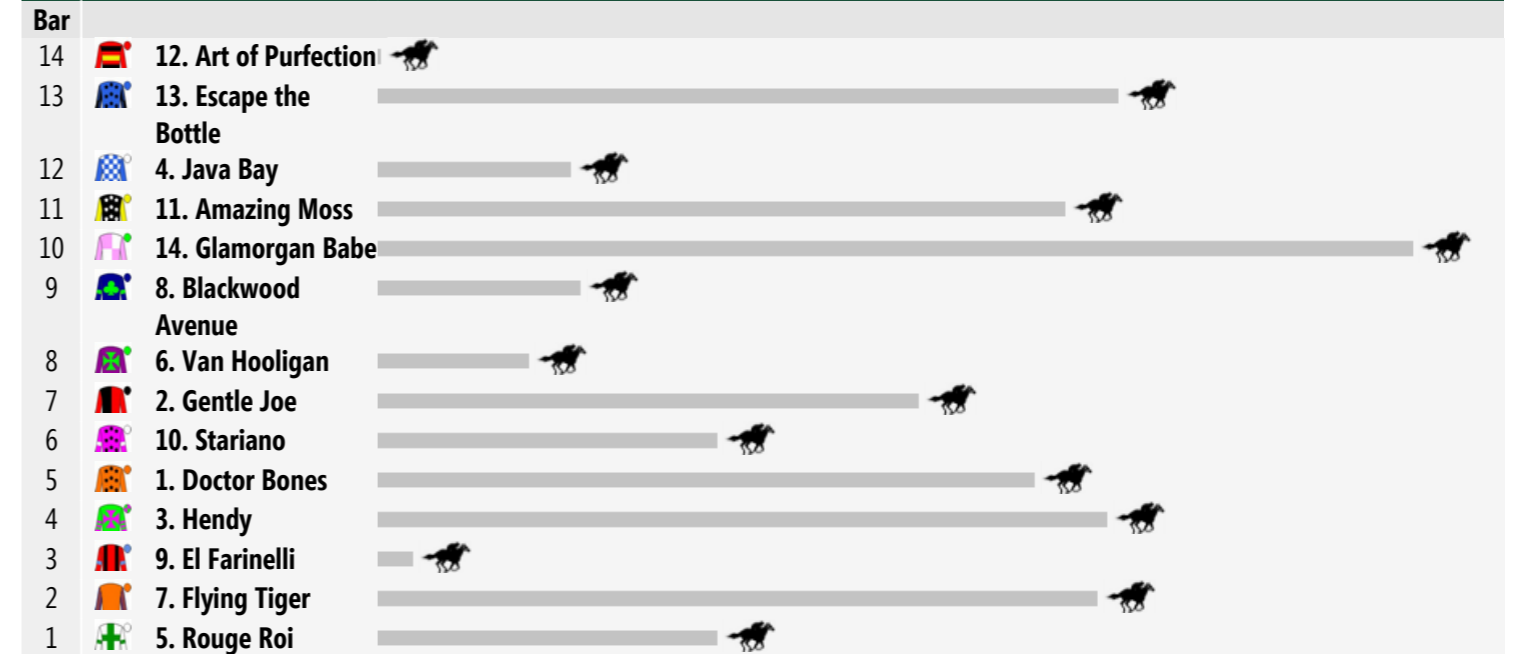 Bar
14 12. Art of Purfection
13 13. Escape the
Bottle
12 4. Java Bay
11 11. Amazing Moss
10 14. Glamorgan Babe
9 8. Blackwood
Avenue
8 6. Van Hooligan
7 2. Gentle Joe
6 10. Stariano
5 1. Doctor Bones
4 3. Hendy
3 9. El Farinelli
2 7. Flying Tiger
1 5. Rouge Roi